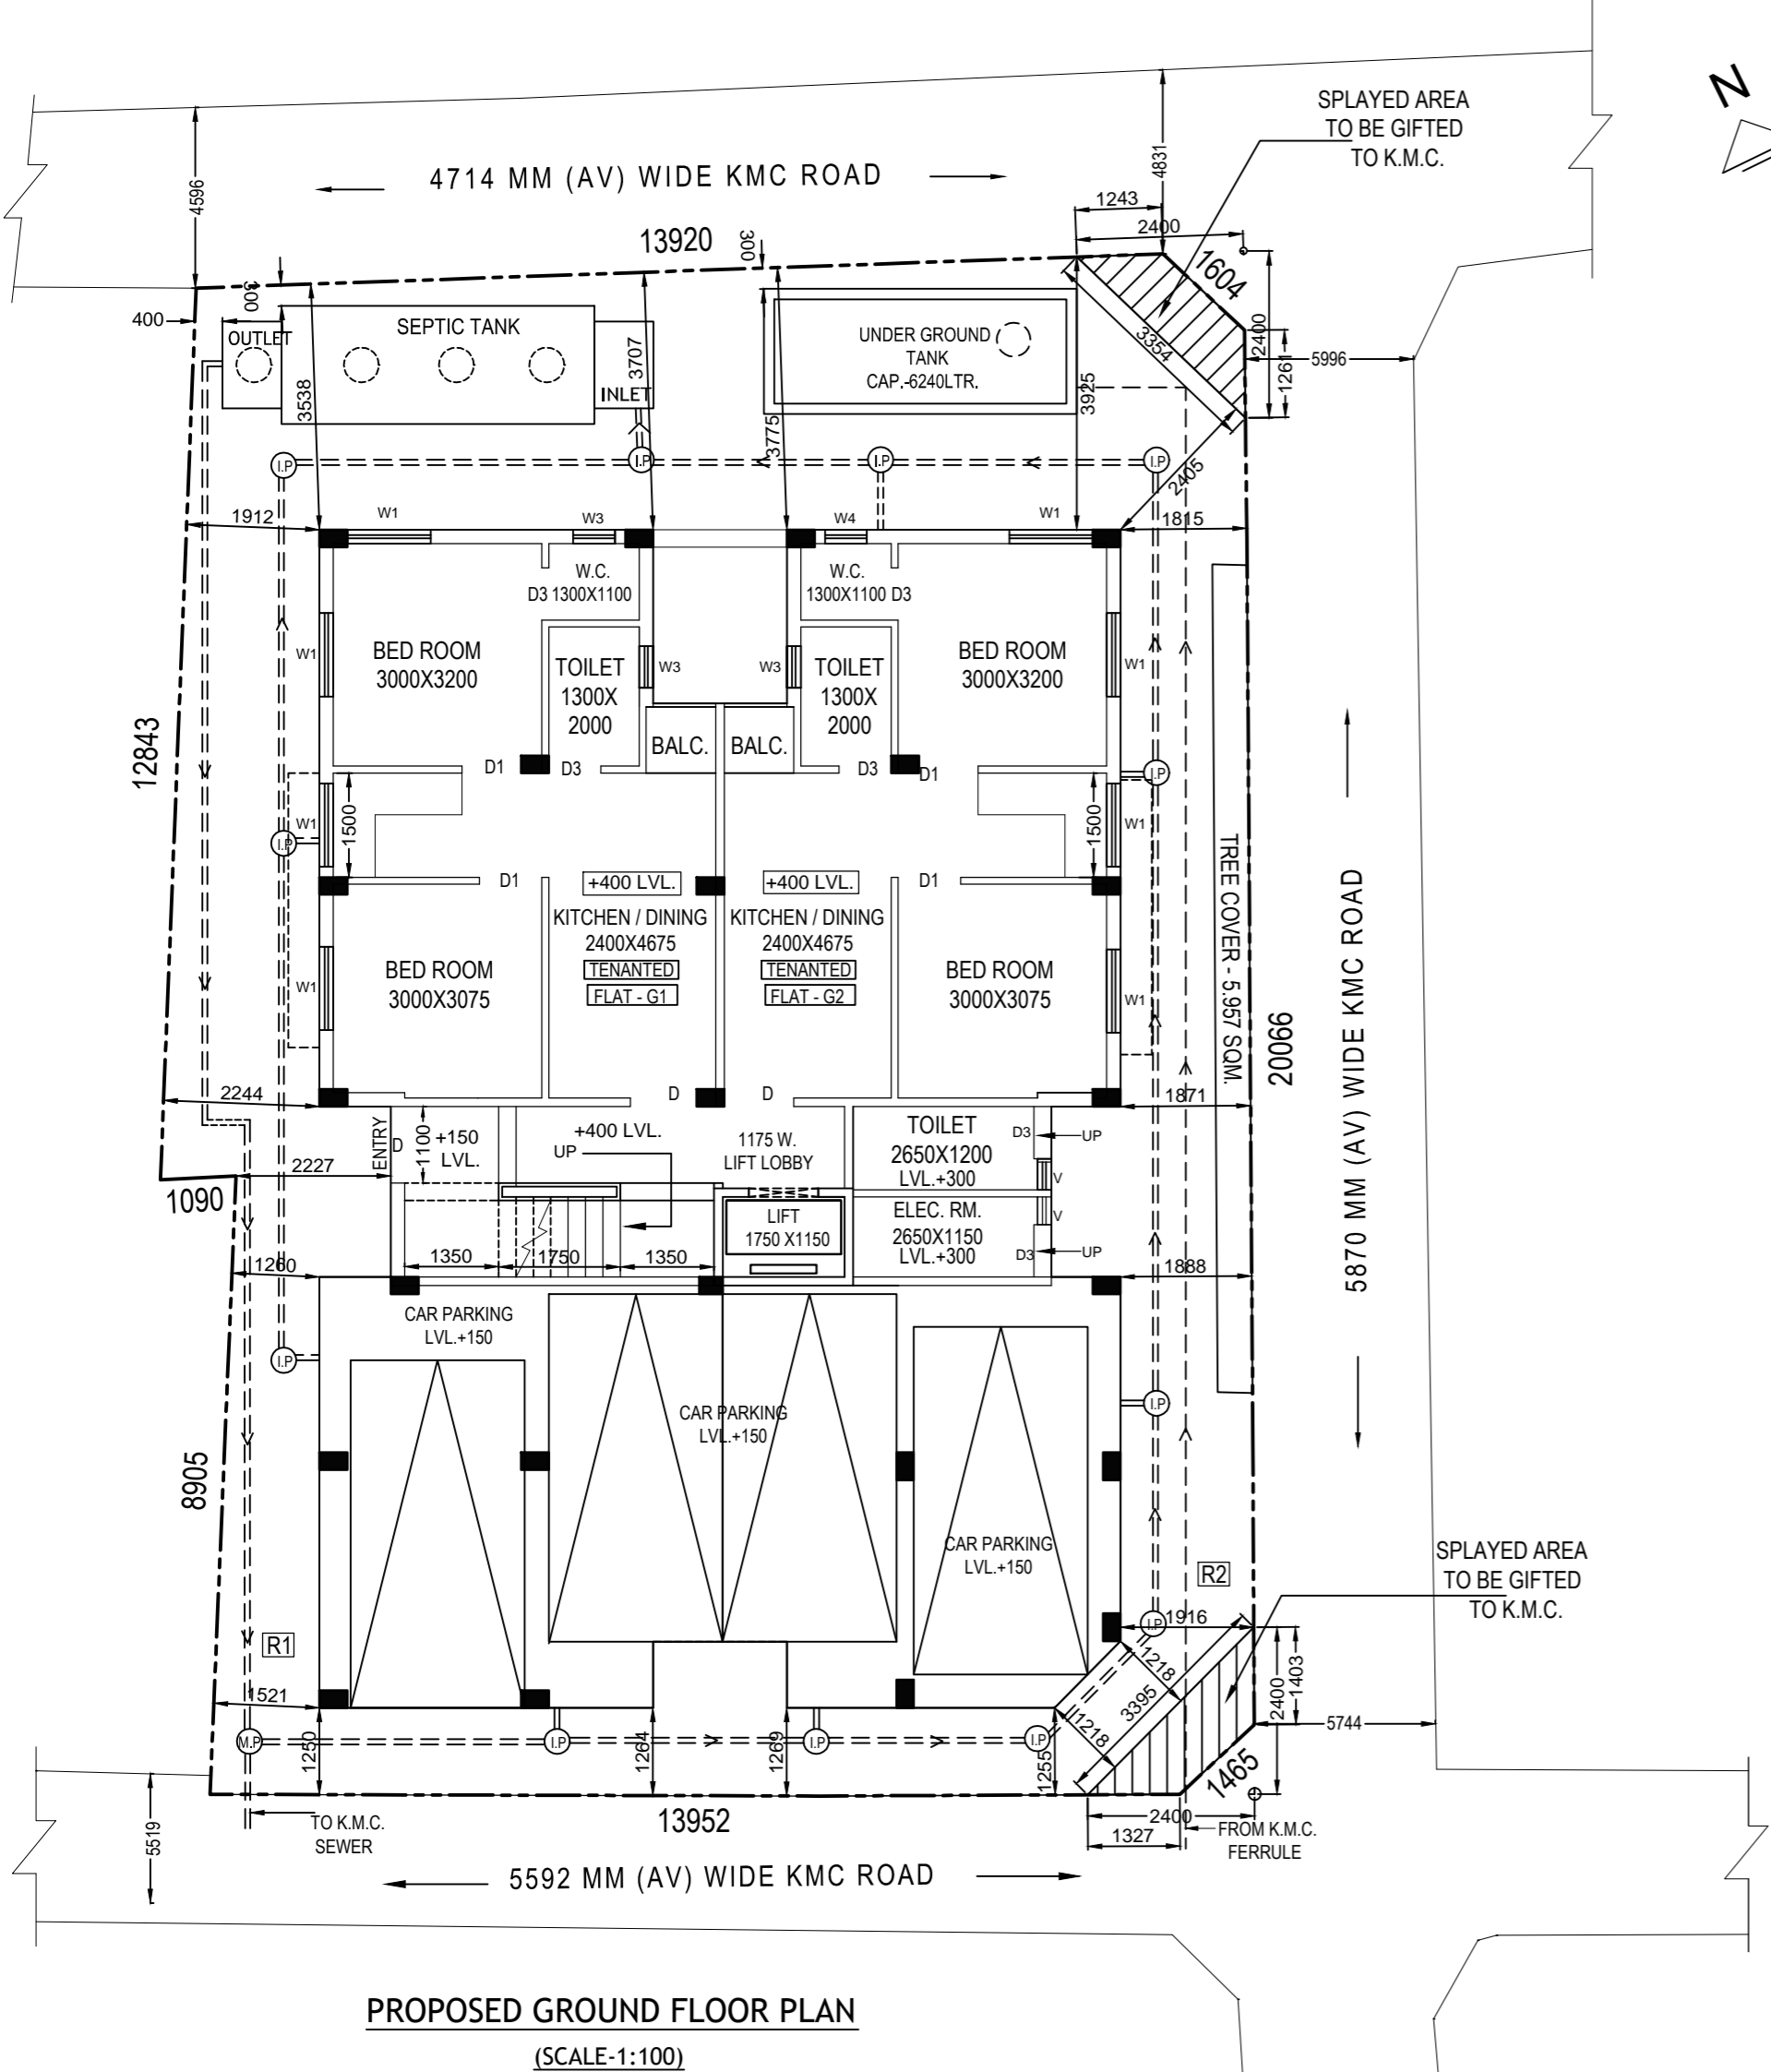 N
SPLAYED AREA
TO BE GIFTED
TO K.M.C.
4596
4714 MM (AV) WIDE KMC ROAD
4831
1243
2400
13920
300
300
1604
400
OUTLET
SEPTIC TANK
INLET
3538
3707
3775
UNDER GROUND
TANK
CAP.-6240LTR.
3925
3354
2400
1261
5996
2405
I.P
I.P
I.P
I.P
1912
W1
W3
W4
W1
1815
W.C.
D3 1300X1100
W.C.
1300X1100 D3
W1
BED ROOM
3000X3200
TOILET
1300X
2000
W3
W3
TOILET
1300X
2000
BED ROOM
3000X3200
W1
BALC.
BALC.
D1
D3
D3
D1
I.P
12843
W1
1500
I.P
1500
W1
TREE COVER - 5.957 SQM.
5870 MM (AV) WIDE KMC ROAD
D1
+400 LVL.
+400 LVL.
D1
KITCHEN / DINING
2400X4675
TENANTED
FLAT - G1
KITCHEN / DINING
2400X4675
TENANTED
FLAT - G2
BED ROOM
3000X3075
BED ROOM
3000X3075
W1
W1
20066
2244
D
D
1871
ENTRY
D
1100
+150
LVL.
+400 LVL.
UP
1175 W.
LIFT LOBBY
TOILET
2650X1200
LVL.+300
D3
UP
V
2227
1090
LIFT
1750 X1150
ELEC. RM.
2650X1150
LVL.+300
V
D3
UP
1260
1350
1750
1350
1888
CAR PARKING
LVL.+150
I.P
CAR PARKING
LVL.+150
I.P
8905
CAR PARKING
LVL.+150
SPLAYED AREA
TO BE GIFTED
TO K.M.C.
R2
R1
I.P
1916
1218
3395
1218
2400
1403
1521
5744
M.P
1250
I.P
1264
1269
I.P
I.P
1255
1465
5519
TO K.M.C.
SEWER
13952
2400
1327
FROM K.M.C.
FERRULE
5592 MM (AV) WIDE KMC ROAD
PROPOSED GROUND FLOOR PLAN
(SCALE-1:100)